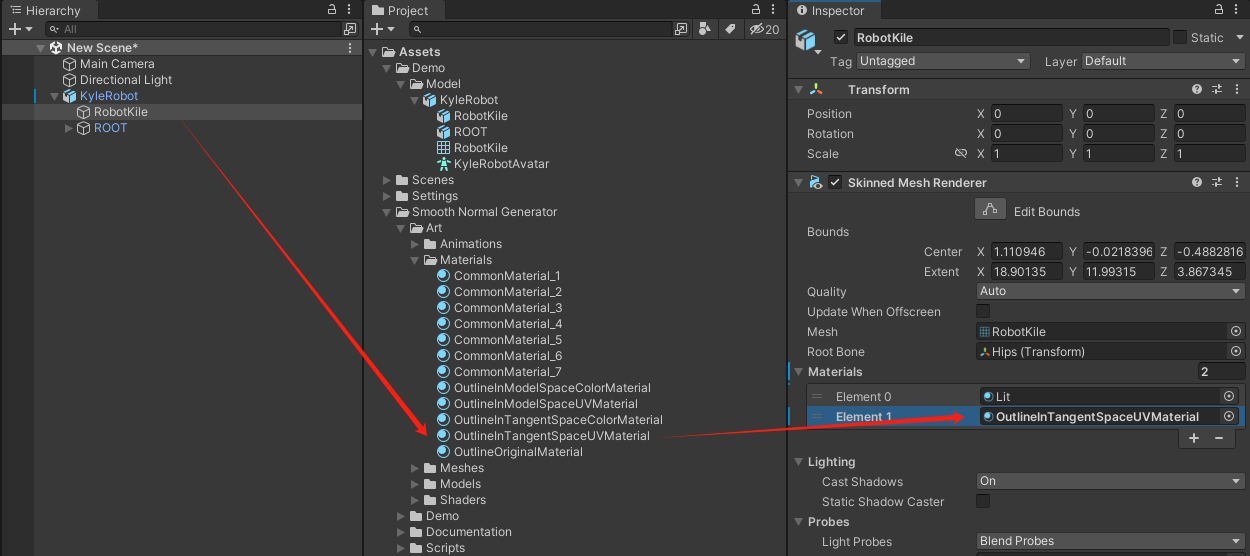 Hierarchy
All
New Scene*
Main Camera
Directional Light
KyleRobot
RobotKile
ROOT
Project
20
Assets
Demo
Model
KyleRobot
RobotKile
ROOT
RobotKile
KyleRobotAvatar
Scenes
Settings
Smooth Normal Generator
Art
Animations
Materials
CommonMaterial_1
CommonMaterial_2
CommonMaterial_3
CommonMaterial_4
CommonMaterial_5
CommonMaterial_6
CommonMaterial_7
OutlineInModelSpaceColorMaterial
OutlineInModelSpaceUVMaterial
OutlineInTangentSpaceColorMaterial
OutlineInTangentSpaceUVMaterial
OutlineOriginalMaterial
Meshes
Models
Shaders
Demo
Documentation
Scripts
Inspector
RobotKile Static
Tag Untagged Layer Default
Transform
Position X 0 Y 0 Z 0
Rotation X 0 Y 0 Z 0
Scale X 1 Y 1 Z 1
Skinned Mesh Renderer
Edit Bounds
Bounds
Center X 1.110946 Y -0.0218396 Z -0.4882816
Extent X 18.90135 Y 11.99315 Z 3.867345
Quality Auto
Update When Offscreen
Mesh RobotKile
Root Bone Hips (Transform)
Materials 2
Element 0 Lit
Element 1 OutlineInTangentSpaceUVMaterial
Lighting
Cast Shadows On
Static Shadow Caster
Probes
Light Probes Blend Probes